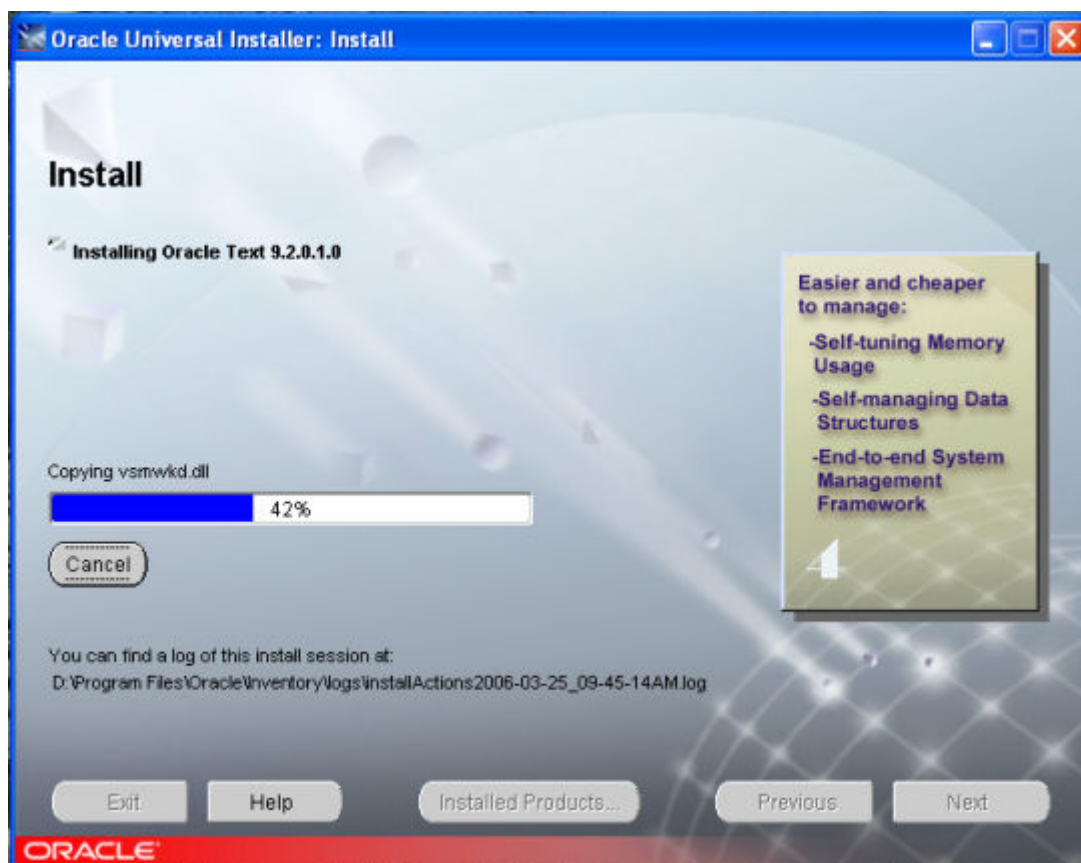 Oracle Universal Installer: Install
Install
Installing Oracle Text 9.2.0.1.0
Easier and cheaper
to manage:
-Self-tuning Memory
Usage
-Self-managing Data
Structures
-End-to-end System
Management
Framework
4
Copying vsmwkd.dll
42%
Cancel
You can find a log of this install session at:
D:\Program Files\Oracle\Inventory\logs\installActions2006-03-25_09-45-14AM.log
Exit
Help
Installed Products...
Previous
Next
ORACLE